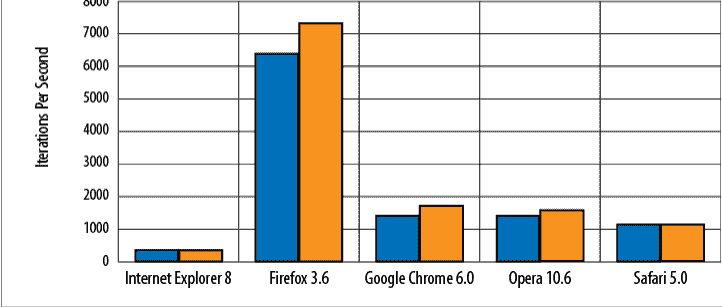 8000
7000
6000
5000
4000
3000
2000
1000
0
Iterations Per Second
Internet Explorer 8
Firefox 3.6
Google Chrome 6.0
Opera 10.6
Safari 5.0